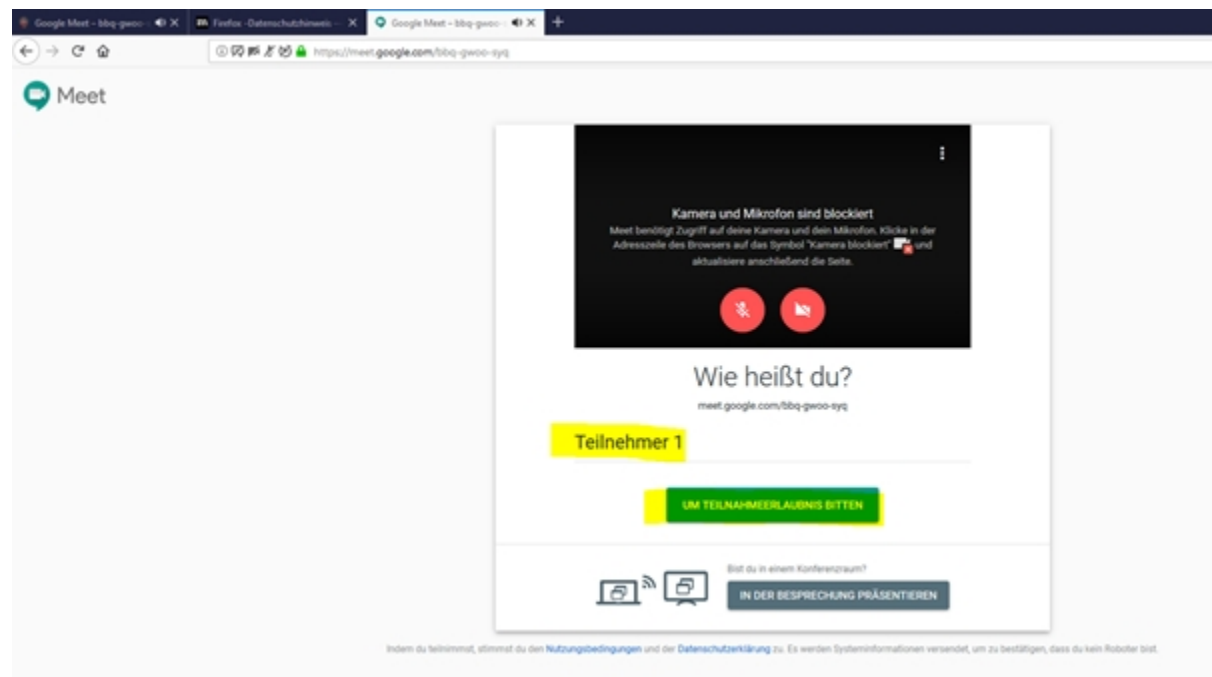 Google Meet - bbq-gwoo-
Firefox -Datenschutzhinweis -
Google Meet - bbq-gwoo-
https://meet.google.com/bbq-gwoo-syq
Meet
Kamera und Mikrofon sind blockiert
Meet benötigt Zugriff auf deine Kamera und dein Mikrofon. Klicke in der
Adresszeile des Browsers auf das Symbol "Kamera blockiert" und
aktualisiere anschließend die Seite.
Wie heißt du?
meet.google.com/bbq-gwoo-syq
Teilnehmer 1
UM TEILNAHMEERLAUBNIS BITTEN
Bist du in einem Konferenzraum?
IN DER BESPRECHUNG PRÄSENTIEREN
Indem du teilnimmst, stimmst du den Nutzungsbedingungen und der Datenschutzerklärung zu. Es werden Systeminformationen versendet, um zu bestätigen, dass du kein Roboter bist.